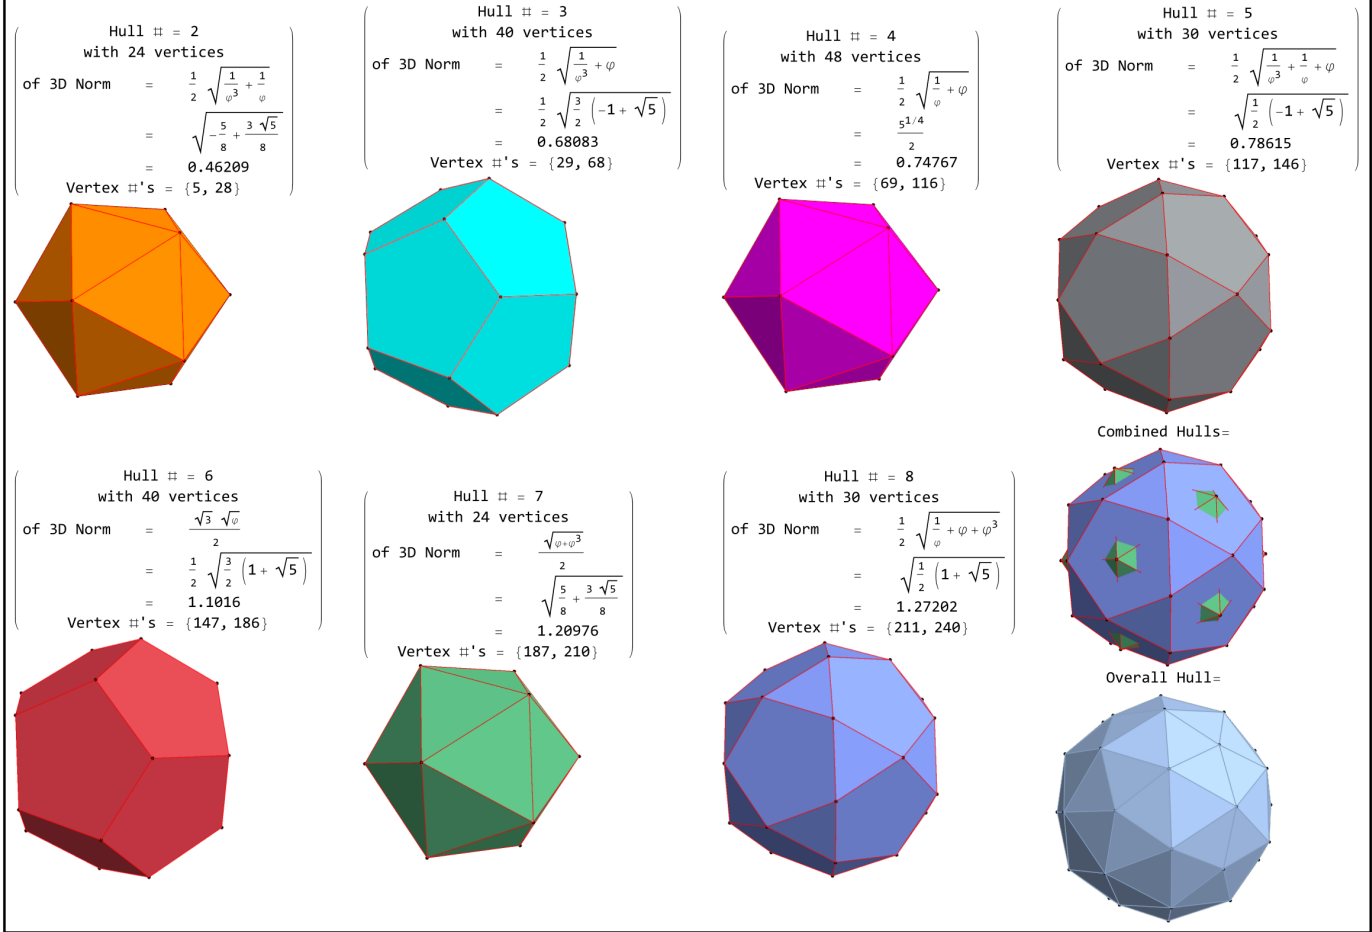 Hull # = 2
with 24 vertices
of 3D Norm = 1/2 √(1/φ³ + 1/φ)
= √(-5/8 + 3√5/8)
= 0.46209
Vertex #'s = {5, 28}
Hull # = 3
with 40 vertices
of 3D Norm = 1/2 √(1/φ³ + φ)
= 1/2 √(3/2 (-1 + √5))
= 0.68083
Vertex #'s = {29, 68}
Hull # = 4
with 48 vertices
of 3D Norm = 1/2 √(1/φ + φ)
= 5^(1/4)/2
= 0.74767
Vertex #'s = {69, 116}
Hull # = 5
with 30 vertices
of 3D Norm = 1/2 √(1/φ³ + 1/φ + φ)
= √(1/2 (-1 + √5))
= 0.78615
Vertex #'s = {117, 146}
Hull # = 6
with 40 vertices
of 3D Norm = √3 √φ/2
= 1/2 √(3/2 (1 + √5))
= 1.1016
Vertex #'s = {147, 186}
Hull # = 7
with 24 vertices
of 3D Norm = √(φ+φ³)/2
= √(5/8 + 3√5/8)
= 1.20976
Vertex #'s = {187, 210}
Hull # = 8
with 30 vertices
of 3D Norm = 1/2 √(1/φ + φ + φ³)
= √(1/2 (1 + √5))
= 1.27202
Vertex #'s = {211, 240}
Combined Hulls=
Overall Hull=